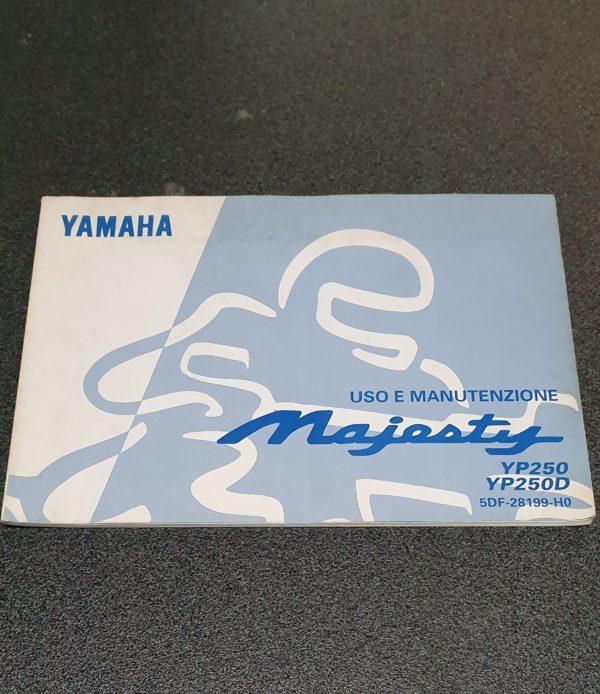 YAMAHA
USO E MANUTENZIONE
Majesty
YP250
YP250D
5DF-28199-H0